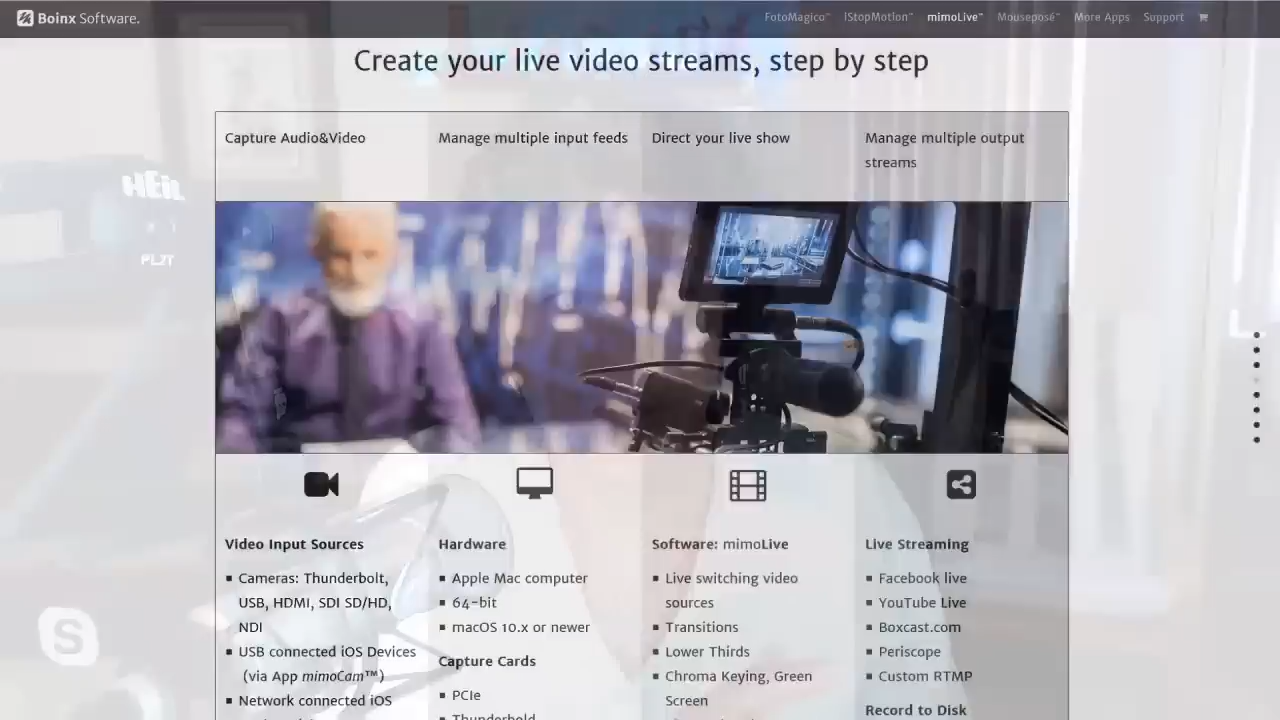 Boinx Software.
FotoMagico™ iStopMotion™ mimoLive™ Mouseposé™ More Apps Support
Create your live video streams, step by step
Capture Audio&Video
Manage multiple input feeds
Direct your live show
Manage multiple output
streams
HEiL
PL2T
Video Input Sources
Cameras: Thunderbolt,
USB, HDMI, SDI SD/HD,
NDI
USB connected iOS Devices
(via App mimoCam™)
Network connected iOS
Hardware
Apple Mac computer
64-bit
macOS 10.x or newer
Capture Cards
PCIe
Thunderbold
Software: mimoLive
Live switching video
sources
Transitions
Lower Thirds
Chroma Keying, Green
Screen
Live Streaming
Facebook live
YouTube Live
Boxcast.com
Periscope
Custom RTMP
Record to Disk
S